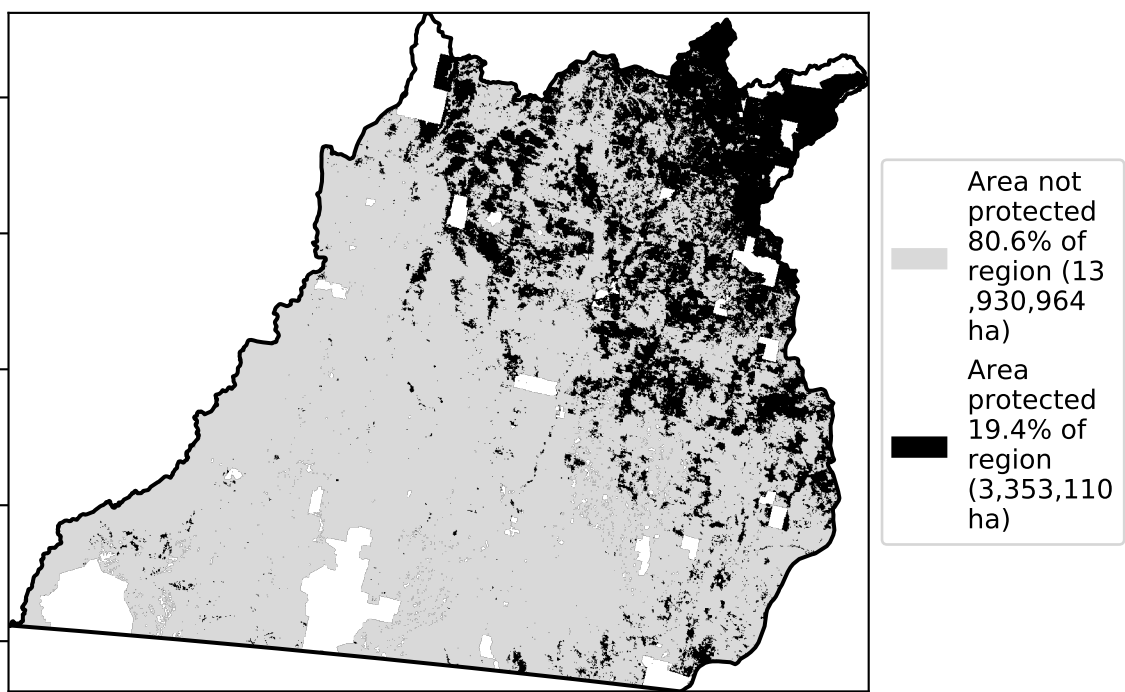 Area not
protected
80.6% of
region (13
,930,964
ha)
Area
protected
19.4% of
region
(3,353,110
ha)